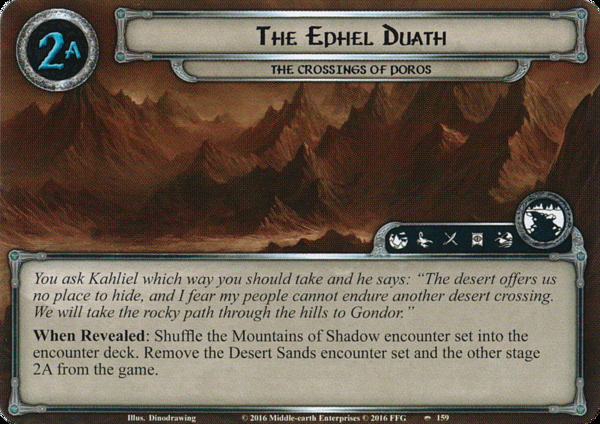 2A
The Ephel Duath
The Crossings of Poros
You ask Kahliel which way you should take and he says: “The desert offers us
no place to hide, and I fear my people cannot endure another desert crossing.
We will take the rocky path through the hills to Gondor.”
When Revealed: Shuffle the Mountains of Shadow encounter set into the
encounter deck. Remove the Desert Sands encounter set and the other stage
2A from the game.
Illus. Dinodrawing © 2016 Middle-earth Enterprises © 2016 FFG 159